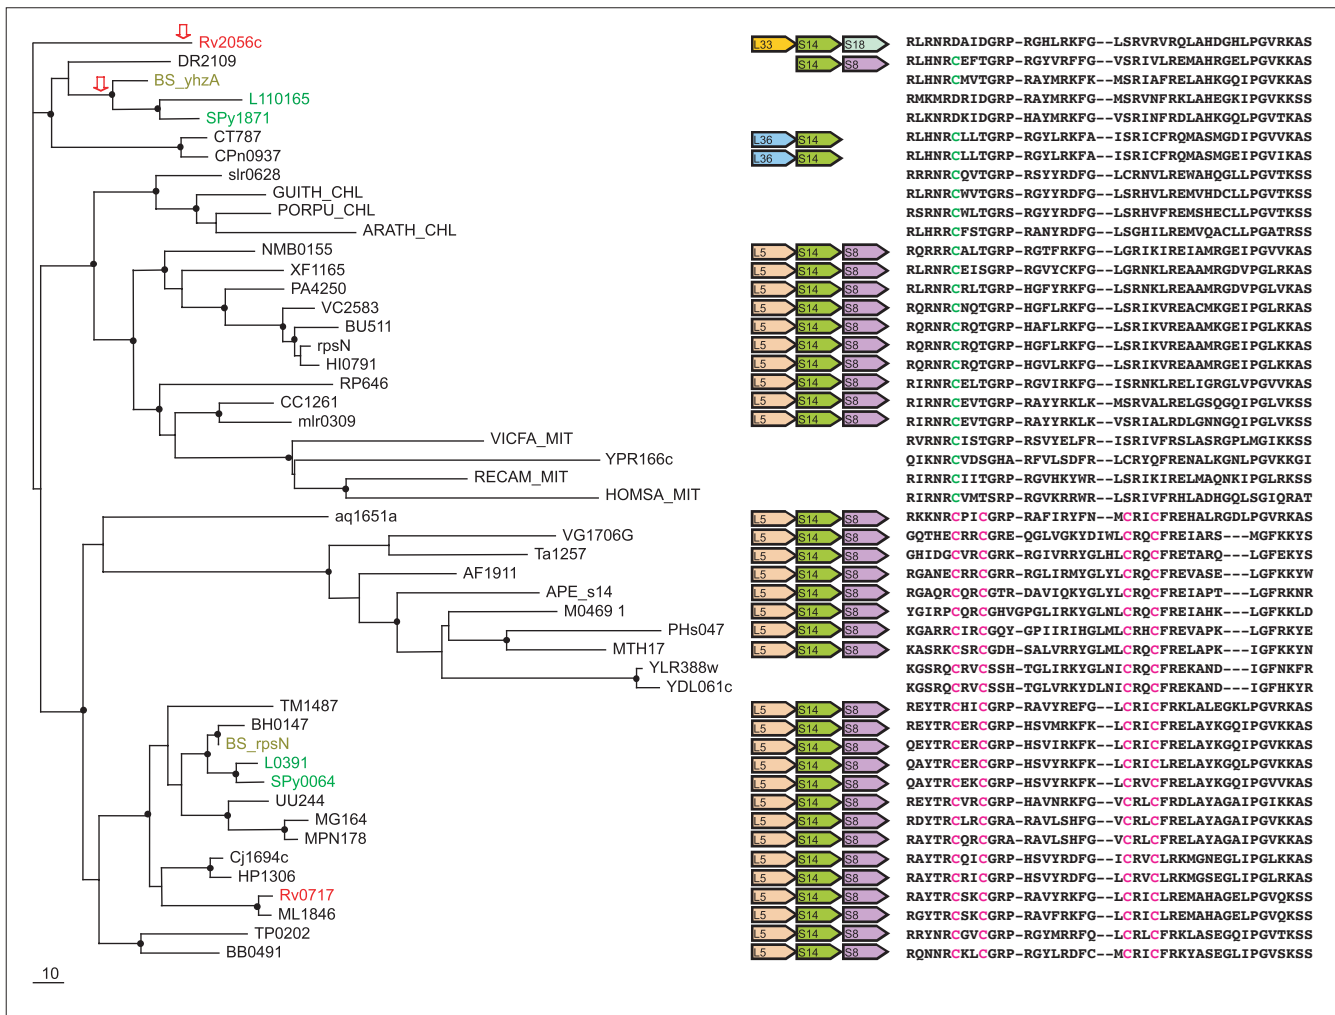 Rv2056c L33 S14 S18 RLRNRDAIDGRP-RGHLRKFG--LSRVRVRQLAHDGHLPGVRKAS
DR2109 S14 S8 RLHNRCEFTGRP-RGYVRFFG--VSRIVLREMAHRGELPGVKKAS
BS_yhzA RLHNRCMVTGRP-RAYMRKFG--MSRIAFRELAHKGQIPGVKKAS
L110165 RMKMRDRIDGRP-RAYMRKFG--MSRVNFRKLAHEGKIPGVKKSS
SPy1871 RLKNRDKIDGRP-HAYMRKFG--VSRINFRDLAHKGQLPGVTKAS
CT787 L36 S14 RLHNRCLLTGRP-RGYLRKFA--ISRICFRQMASMGDIPGVVKAS
CPn0937 L36 S14 RLHNRCLLTGRP-RGYLRKFA--ISRICFRQMASMGEIPGVIKAS
slr0628 RRRNRCQVTGRP-RSYYRDFG--LCRNVLREWAHQGLLPGVTKSS
GUITH_CHL RLRNRCWVTGRS-RGYYRDFG--LSRHVLREMVHDCLLPGVTKSS
PORPU_CHL RSRNRCWLTGRS-RGYYRDFG--LSRHVFREMSHECLLPGVTKSS
ARATH_CHL RLHRRCFSTGRP-RANYRDFG--LSGHILREMVQACLLPGATRSS
NMB0155 L5 S14 S8 RQRRRCALTGRP-RGTFRKFG--LGRIKIREIAMRGEIPGVVKAS
XF1165 L5 S14 S8 RLRNRCEISGRP-RGVYCKFG--LGRNKLREAAMRGDVPGLRKAS
PA4250 L5 S14 S8 RLRNRCRLTGRP-HGFYRKFG--LSRNKLREAAMRGDVPGLVKAS
VC2583 L5 S14 S8 RQRNRCNQTGRP-HGFLRKFG--LSRIKVREACMKGEIPGLRKAS
BU511 L5 S14 S8 RQRNRCRQTGRP-HAFLRKFG--LSRIKVREAAMKGEIPGLKKAS
rpsN L5 S14 S8 RQRNRCRQTGRP-HGFLRKFG--LSRIKVREAAMRGEIPGLKKAS
HI0791 L5 S14 S8 RQRNRCRQTGRP-HGVLRKFG--LSRIKVREAAMRGEIPGLKKAS
RP646 L5 S14 S8 RIRNRCELTGRP-RGVIRKFG--ISRNKLRELIGRGLVPGVVKAS
CC1261 L5 S14 S8 RIRNRCEVTGRP-RAYYRKLK--MSRVALRELGSQGQIPGLVKSS
mlr0309 L5 S14 S8 RIRNRCEVTGRP-RAYYRKLK--VSRIALRDLGNNGQIPGLVKSS
VICFA_MIT RVRNRCISTGRP-RSVYELFR--ISRIVFRSLASRGPLMGIKKSS
YPR166c QIKNRCVDSGHA-RFVLSDFR--LCRYQFRENALKGNLPGVKKGI
RECAM_MIT RIRNRCIITGRP-RGVHKYWR--LSRIKIRELMAQNKIPGLRKSS
HOMSA_MIT RIRNRCVMTSRP-RGVKRRWR--LSRIVFRHLADHGQLSGIQRAT
aq1651a L5 S14 S8 RKKNRCPICGRP-RAFIRYFN--MCRICFREHALRGDLPGVRKAS
VG1706G L5 S14 S8 GQTHECRRCGRE-QGLVGKYDIWLCRQCFREIARS---MGFKKYS
Ta1257 L5 S14 S8 GHIDGCVRCGRK-RGIVRRYGLHLCRQCFRETARQ---LGFEKYS
AF1911 L5 S14 S8 RGANECRRCGRR-RGLIRMYGLYLCRQCFREVASE---LGFKKYW
APE_s14 L5 S14 S8 RGAQRCQRCGTR-DAVIQKYGLYLCRQCFREIAPT---LGFRKNR
M0469 1 L5 S14 S8 YGIRPCQRCGHVGPGLIRKYGLNLCRQCFREIAHK---LGFKKLD
PHs047 L5 S14 S8 KGARRCIRCGQY-GPIIRIHGLMLCRHCFREVAPK---LGFRKYE
MTH17 L5 S14 S8 KASRKCSRCGDH-SALVRRYGLMLCRQCFRELAPK---IGFKKYN
YLR388w KGSRQCRVCSSH-TGLIRKYGLNICRQCFREKAND---IGFNKFR
YDL061c KGSRQCRVCSSH-TGLVRKYDLNICRQCFREKAND---IGFHKYR
TM1487 L5 S14 S8 REYTRCHICGRP-RAVYREFG--LCRICFRKLALEGKLPGVRKAS
BH0147 L5 S14 S8 REYTRCERCGRP-HSVMRKFK--LCRICFRELAYKGQIPGVKKAS
BS_rpsN L5 S14 S8 QEYTRCERCGRP-HSVIRKFK--LCRICFRELAYKGQIPGVKKAS
L0391 L5 S14 S8 QAYTRCERCGRP-HSVYRKFK--LCRICLRELAYKGQLPGVKKAS
SPy0064 L5 S14 S8 QAYTRCEKCGRP-HSVYRKFK--LCRVCFRELAYKGQIPGVVKAS
UU244 L5 S14 S8 REYTRCVRCGRP-HAVNRKFG--VCRLCFRDLAYAGAIPGIKKAS
MG164 L5 S14 S8 RDYTRCLRCGRA-RAVLSHFG--VCRLCFRELAYAGAIPGVKKAS
MPN178 L5 S14 S8 RAYTRCQRCGRA-RAVLSHFG--VCRLCFRELAYAGAIPGVKKAS
Cj1694c L5 S14 S8 RAYTRCQICGRP-HSVYRDFG--ICRVCLRKMGNEGLIPGLKKAS
HP1306 L5 S14 S8 RAYTRCRICGRP-HSVYRDFG--LCRVCLRKMGSEGLIPGLRKAS
Rv0717 L5 S14 S8 RAYTRCSKCGRP-RAVYRKFG--LCRICLREMAHAGELPGVQKSS
ML1846 L5 S14 S8 RGYTRCSKCGRP-RAVFRKFG--LCRICLREMAHAGELPGVQKSS
TP0202 L5 S14 S8 RRYNRCGVCGRP-RGYMRRFQ--LCRLCFRKLASEGQIPGVTKSS
BB0491 L5 S14 S8 RQNNRCKLCGRP-RGYLRDFC--MCRICFRKYASEGLIPGVSKSS
10